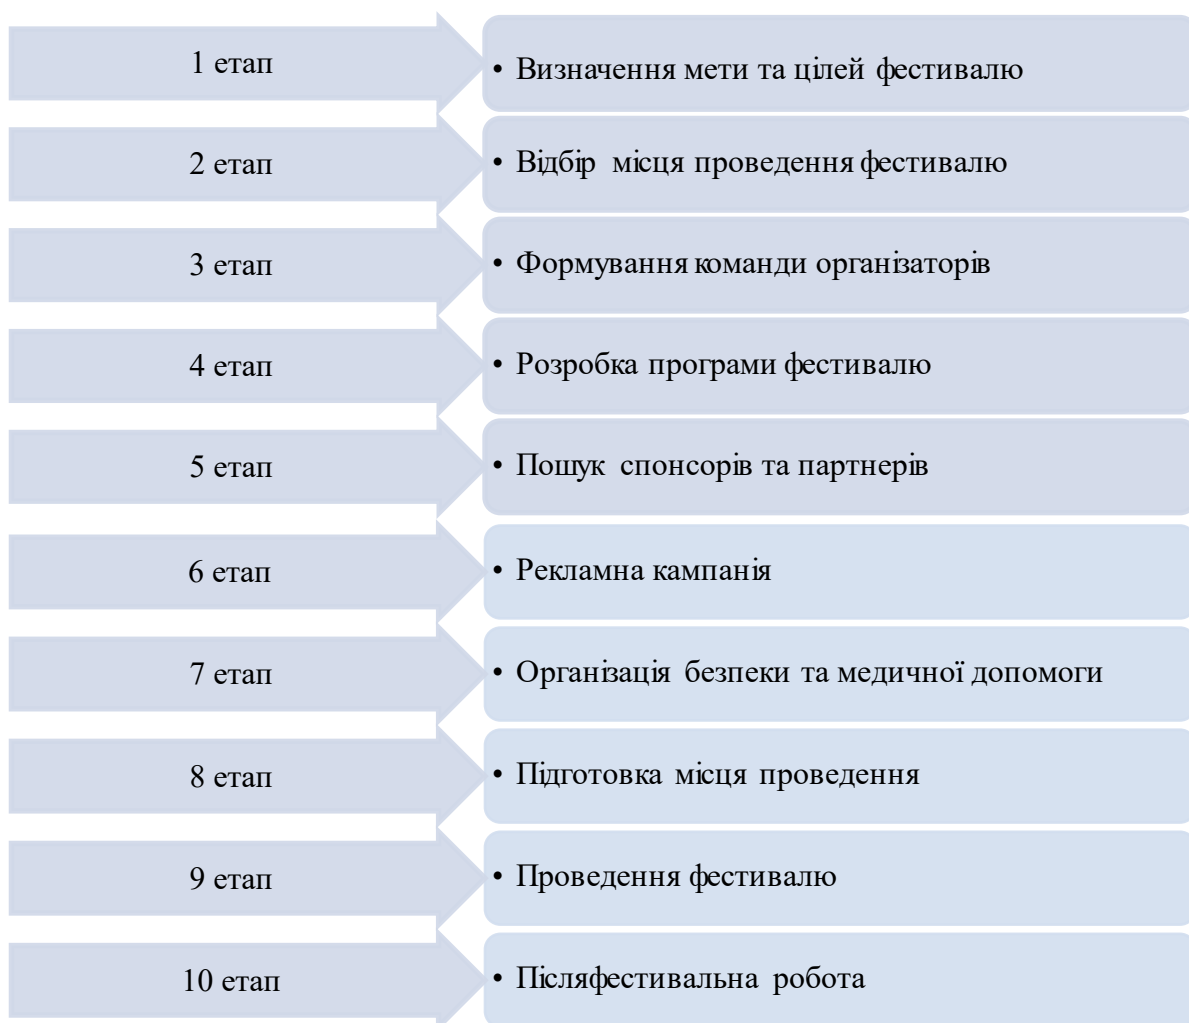 1 етап
• Визначення мети та цілей фестивалю
2 етап
• Відбір місця проведення фестивалю
3 етап
• Формування команди організаторів
4 етап
• Розробка програми фестивалю
5 етап
• Пошук спонсорів та партнерів
6 етап
• Рекламна кампанія
7 етап
• Організація безпеки та медичної допомоги
8 етап
• Підготовка місця проведення
9 етап
• Проведення фестивалю
10 етап
• Післяфестивальна робота